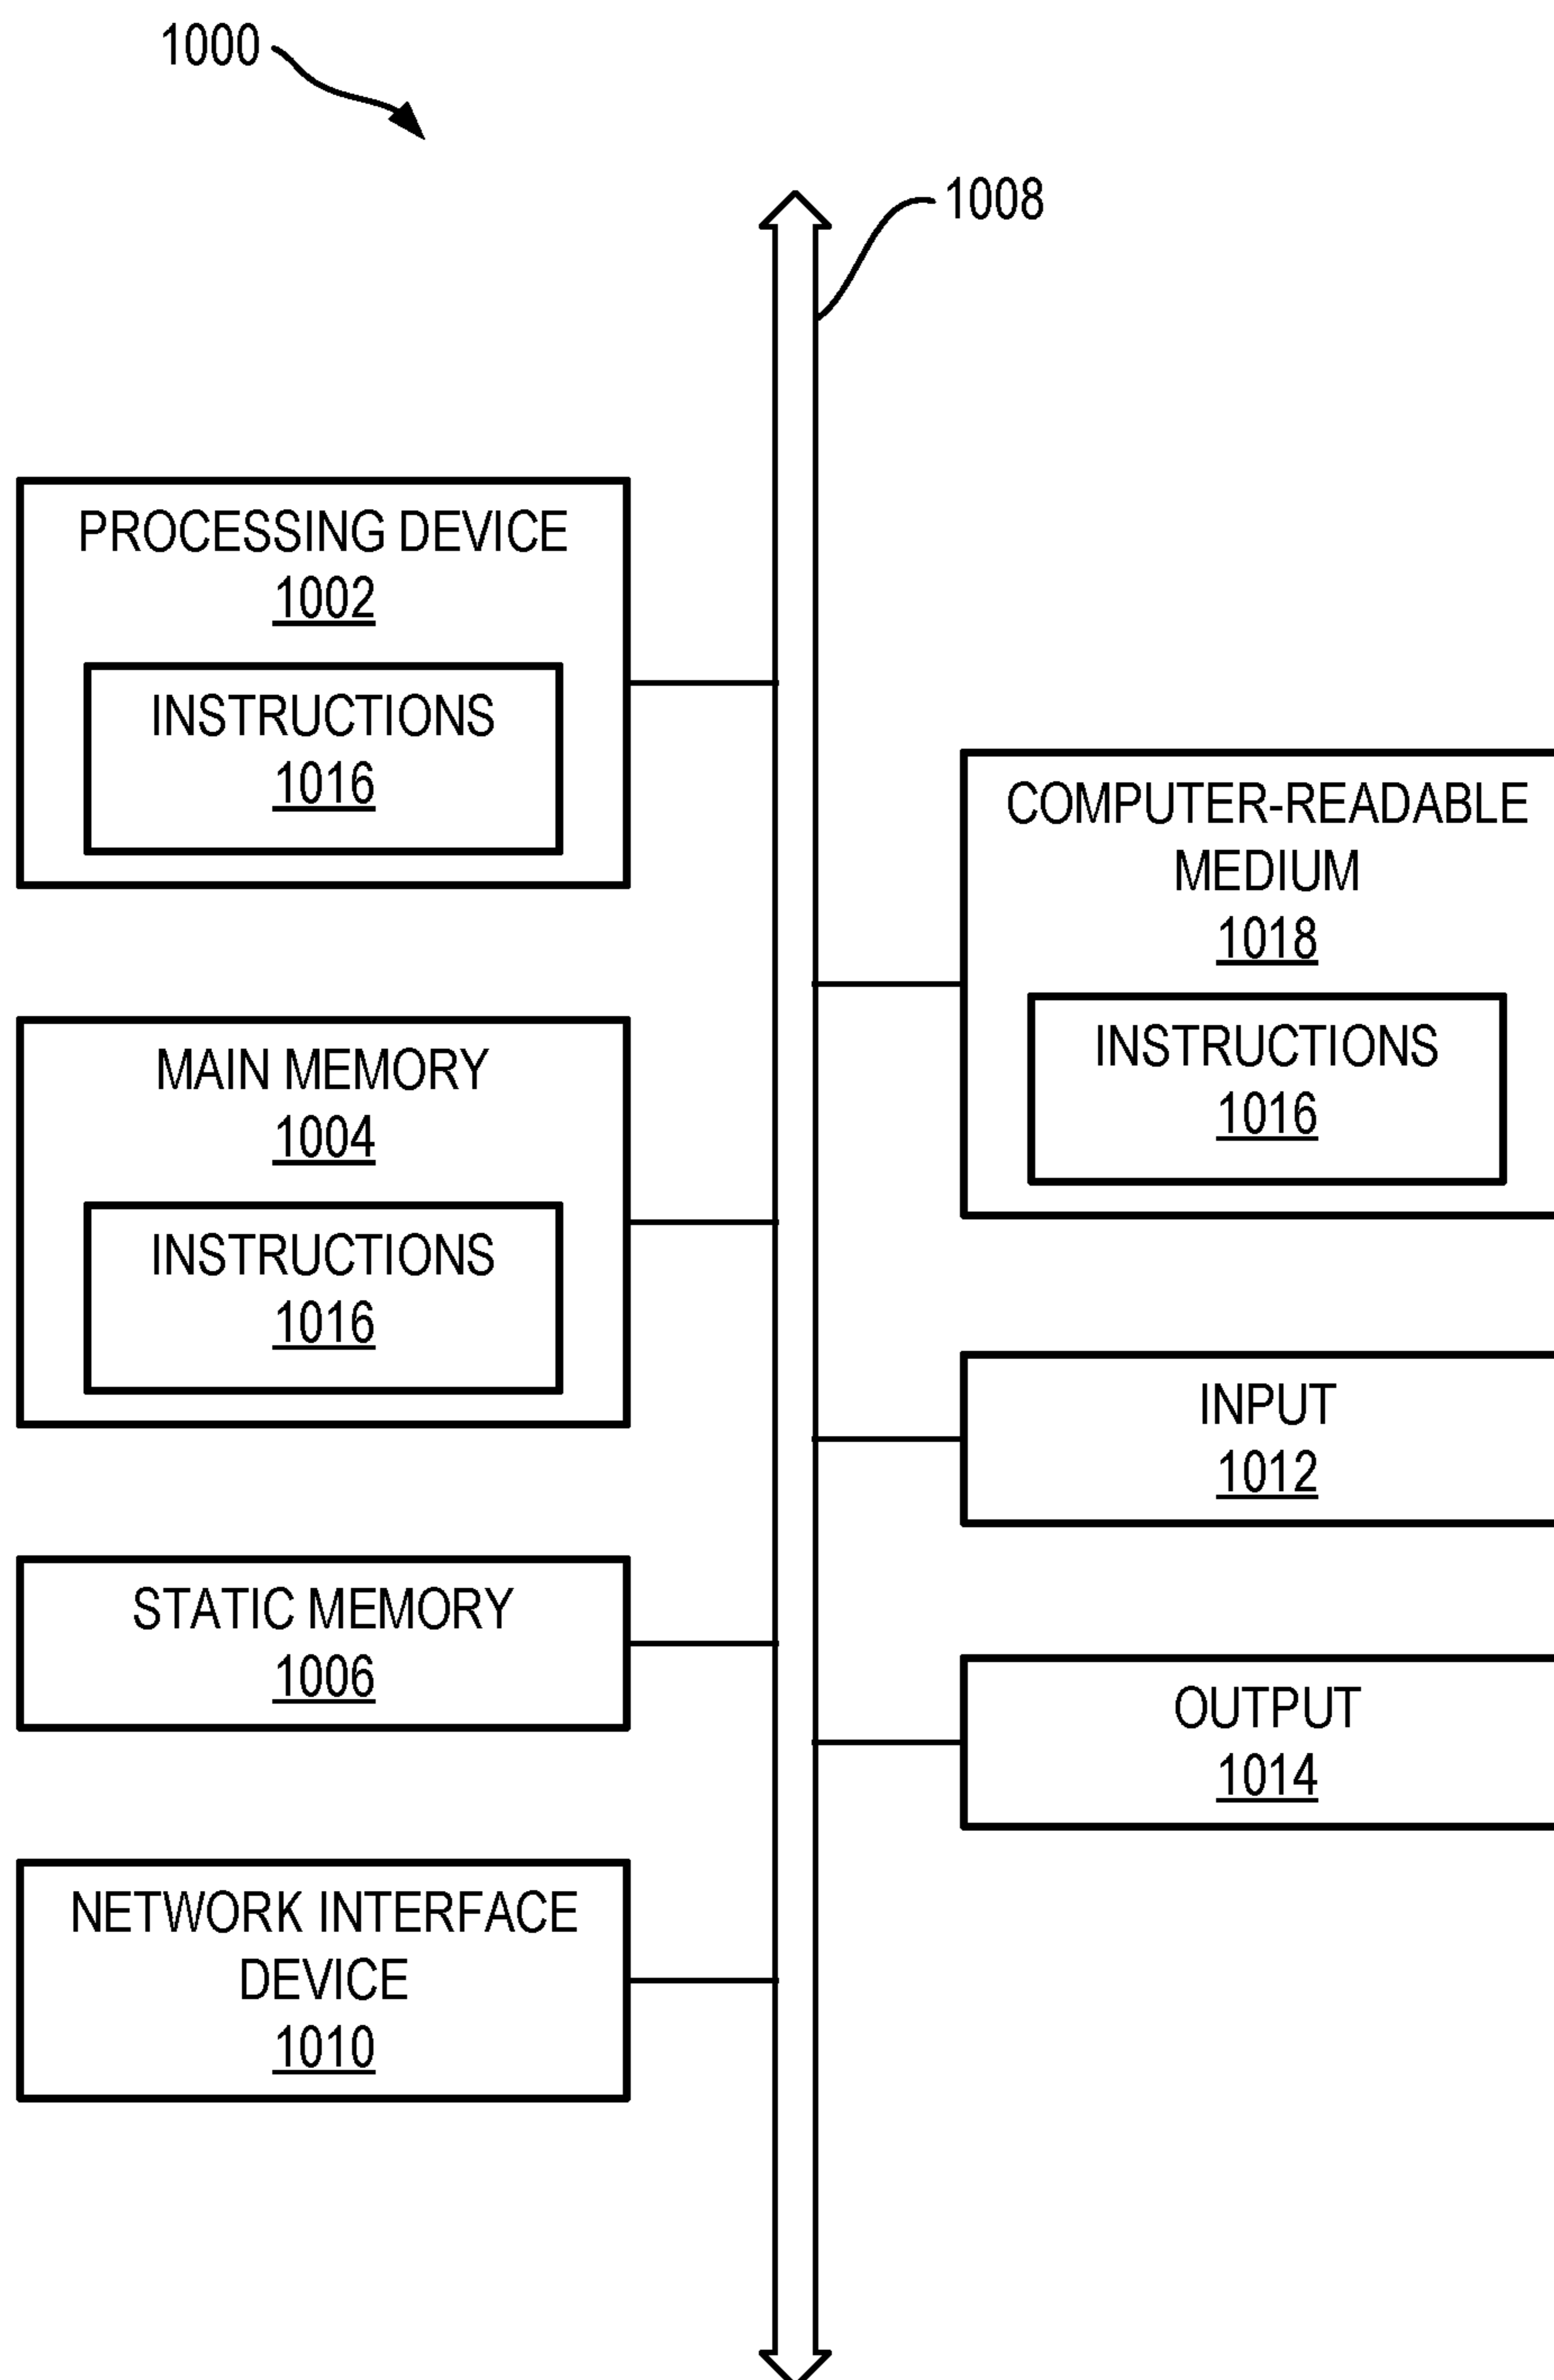 1000
1008
PROCESSING DEVICE
1002
INSTRUCTIONS
1016
MAIN MEMORY
1004
INSTRUCTIONS
1016
STATIC MEMORY
1006
NETWORK INTERFACE
DEVICE
1010
COMPUTER-READABLE
MEDIUM
1018
INSTRUCTIONS
1016
INPUT
1012
OUTPUT
1014